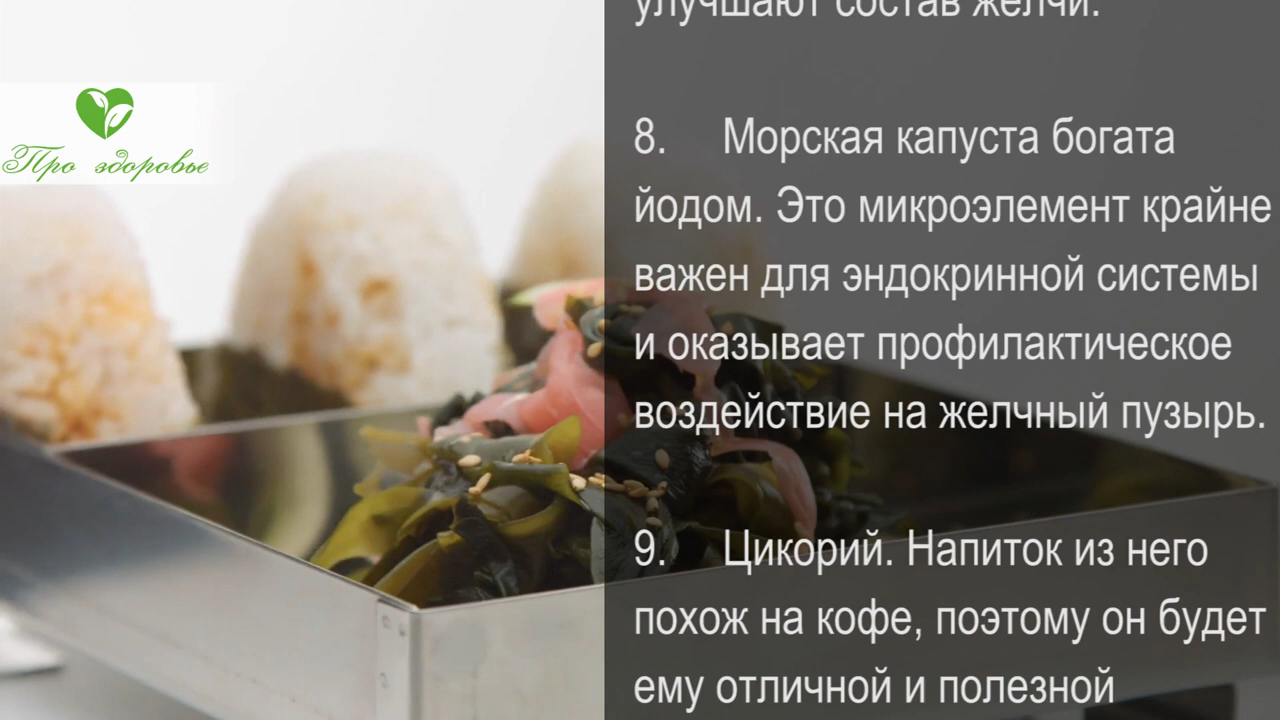 Про здоровье
улучшают состав желчи.
8. Морская капуста богата
йодом. Это микроэлемент крайне
важен для эндокринной системы
и оказывает профилактическое
воздействие на желчный пузырь.
9. Цикорий. Напиток из него
похож на кофе, поэтому он будет
ему отличной и полезной